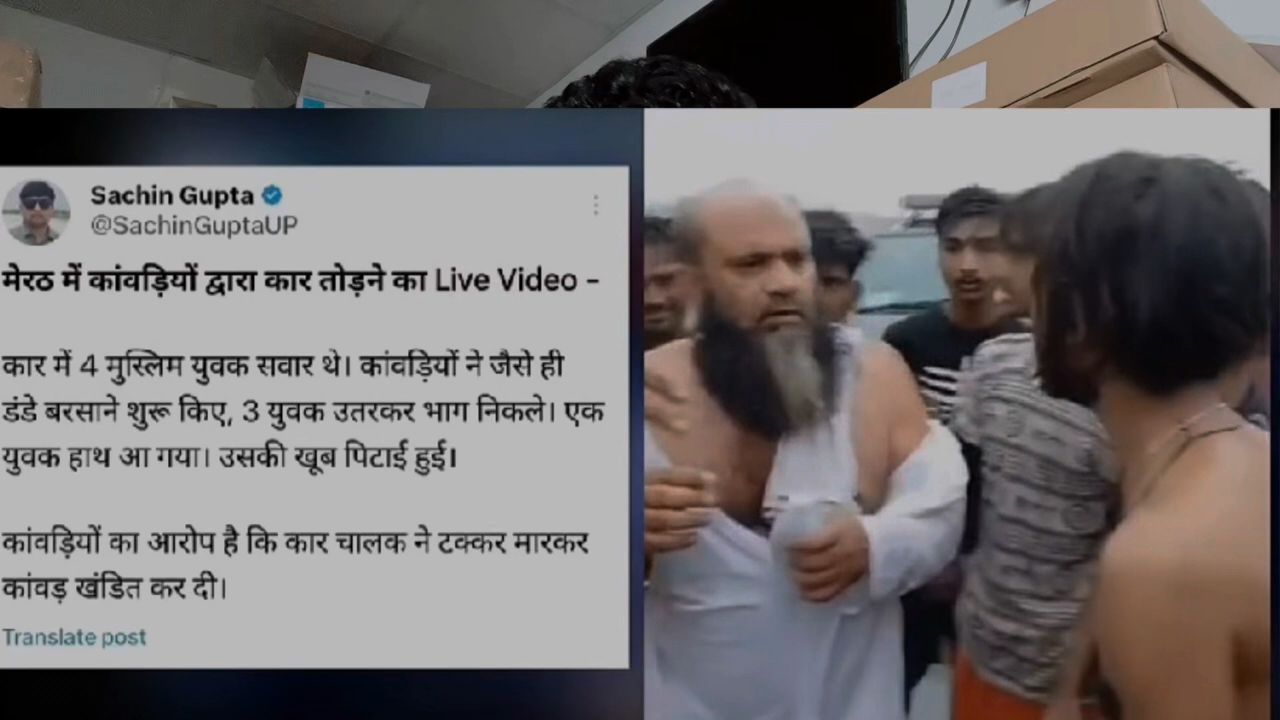 Sachin Gupta
@SachinGuptaUP
मेरठ में कांवड़ियों द्वारा कार तोड़ने का Live Video -
कार में 4 मुस्लिम युवक सवार थे। कांवड़ियों ने जैसे ही
डंडे बरसाने शुरू किए, 3 युवक उतरकर भाग निकले। एक
युवक हाथ आ गया। उसकी खूब पिटाई हुई।
कांवड़ियों का आरोप है कि कार चालक ने टक्कर मारकर
कांवड़ खंडित कर दी।
Translate post